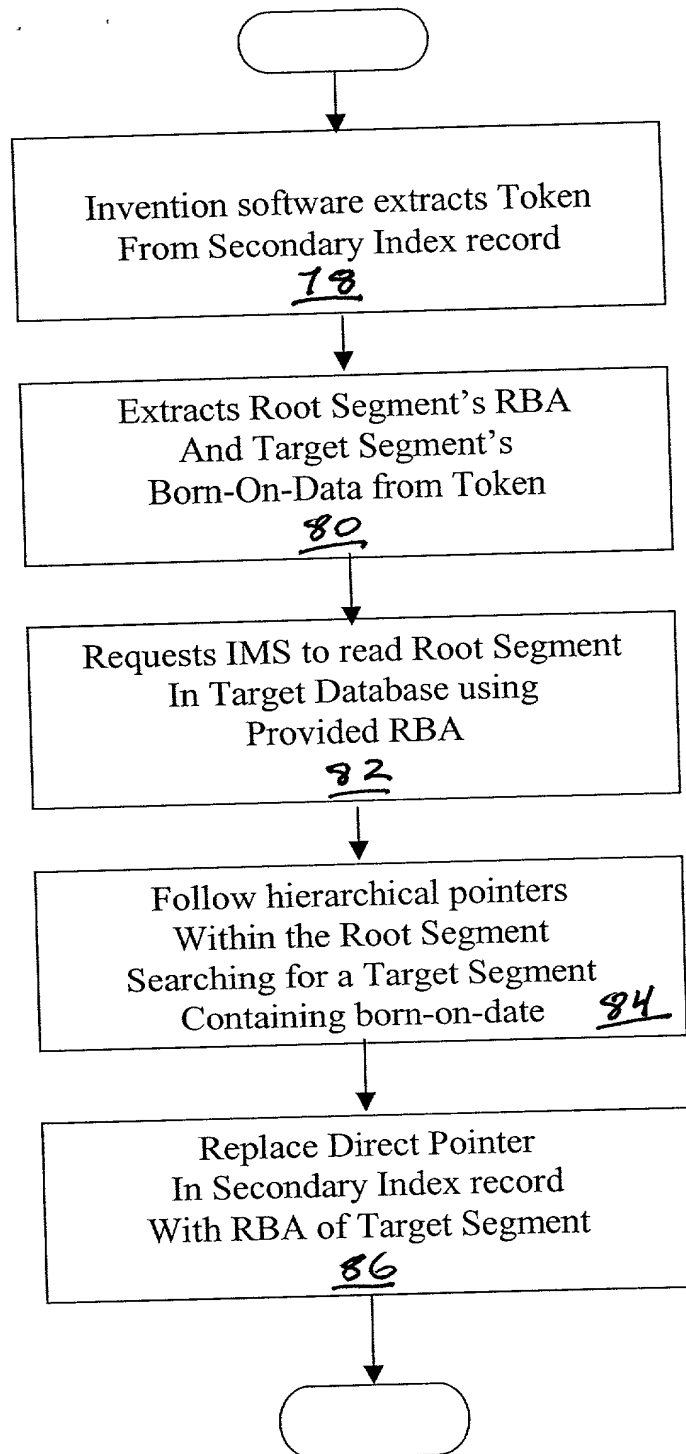 Invention software extracts Token
From Secondary Index record
78
Extracts Root Segment’s RBA
And Target Segment’s
Born-On-Data from Token
80
Requests IMS to read Root Segment
In Target Database using
Provided RBA
82
Follow hierarchical pointers
Within the Root Segment
Searching for a Target Segment
Containing born-on-date 84
Replace Direct Pointer
In Secondary Index record
With RBA of Target Segment
86